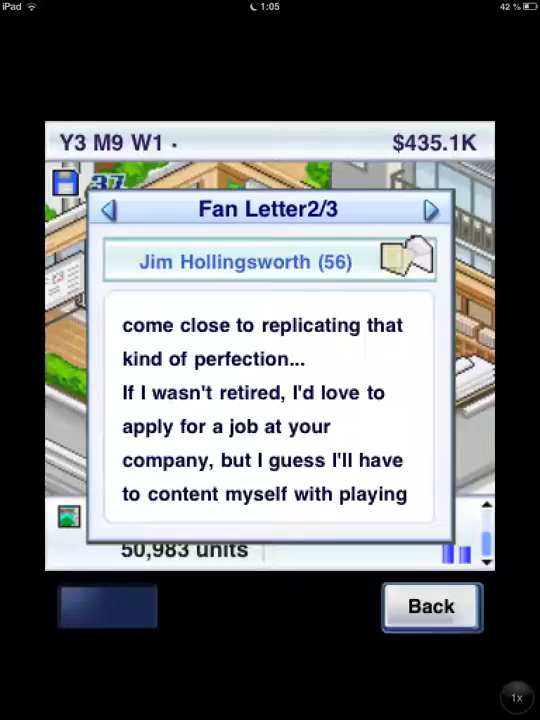 iPad 1:05 42 %
Y3 M9 W1 · $435.1K
37
Fan Letter2/3
Jim Hollingsworth (56)
come close to replicating that
kind of perfection...
If I wasn't retired, I'd love to
apply for a job at your
company, but I guess I'll have
to content myself with playing
50,983 units
Back
1x